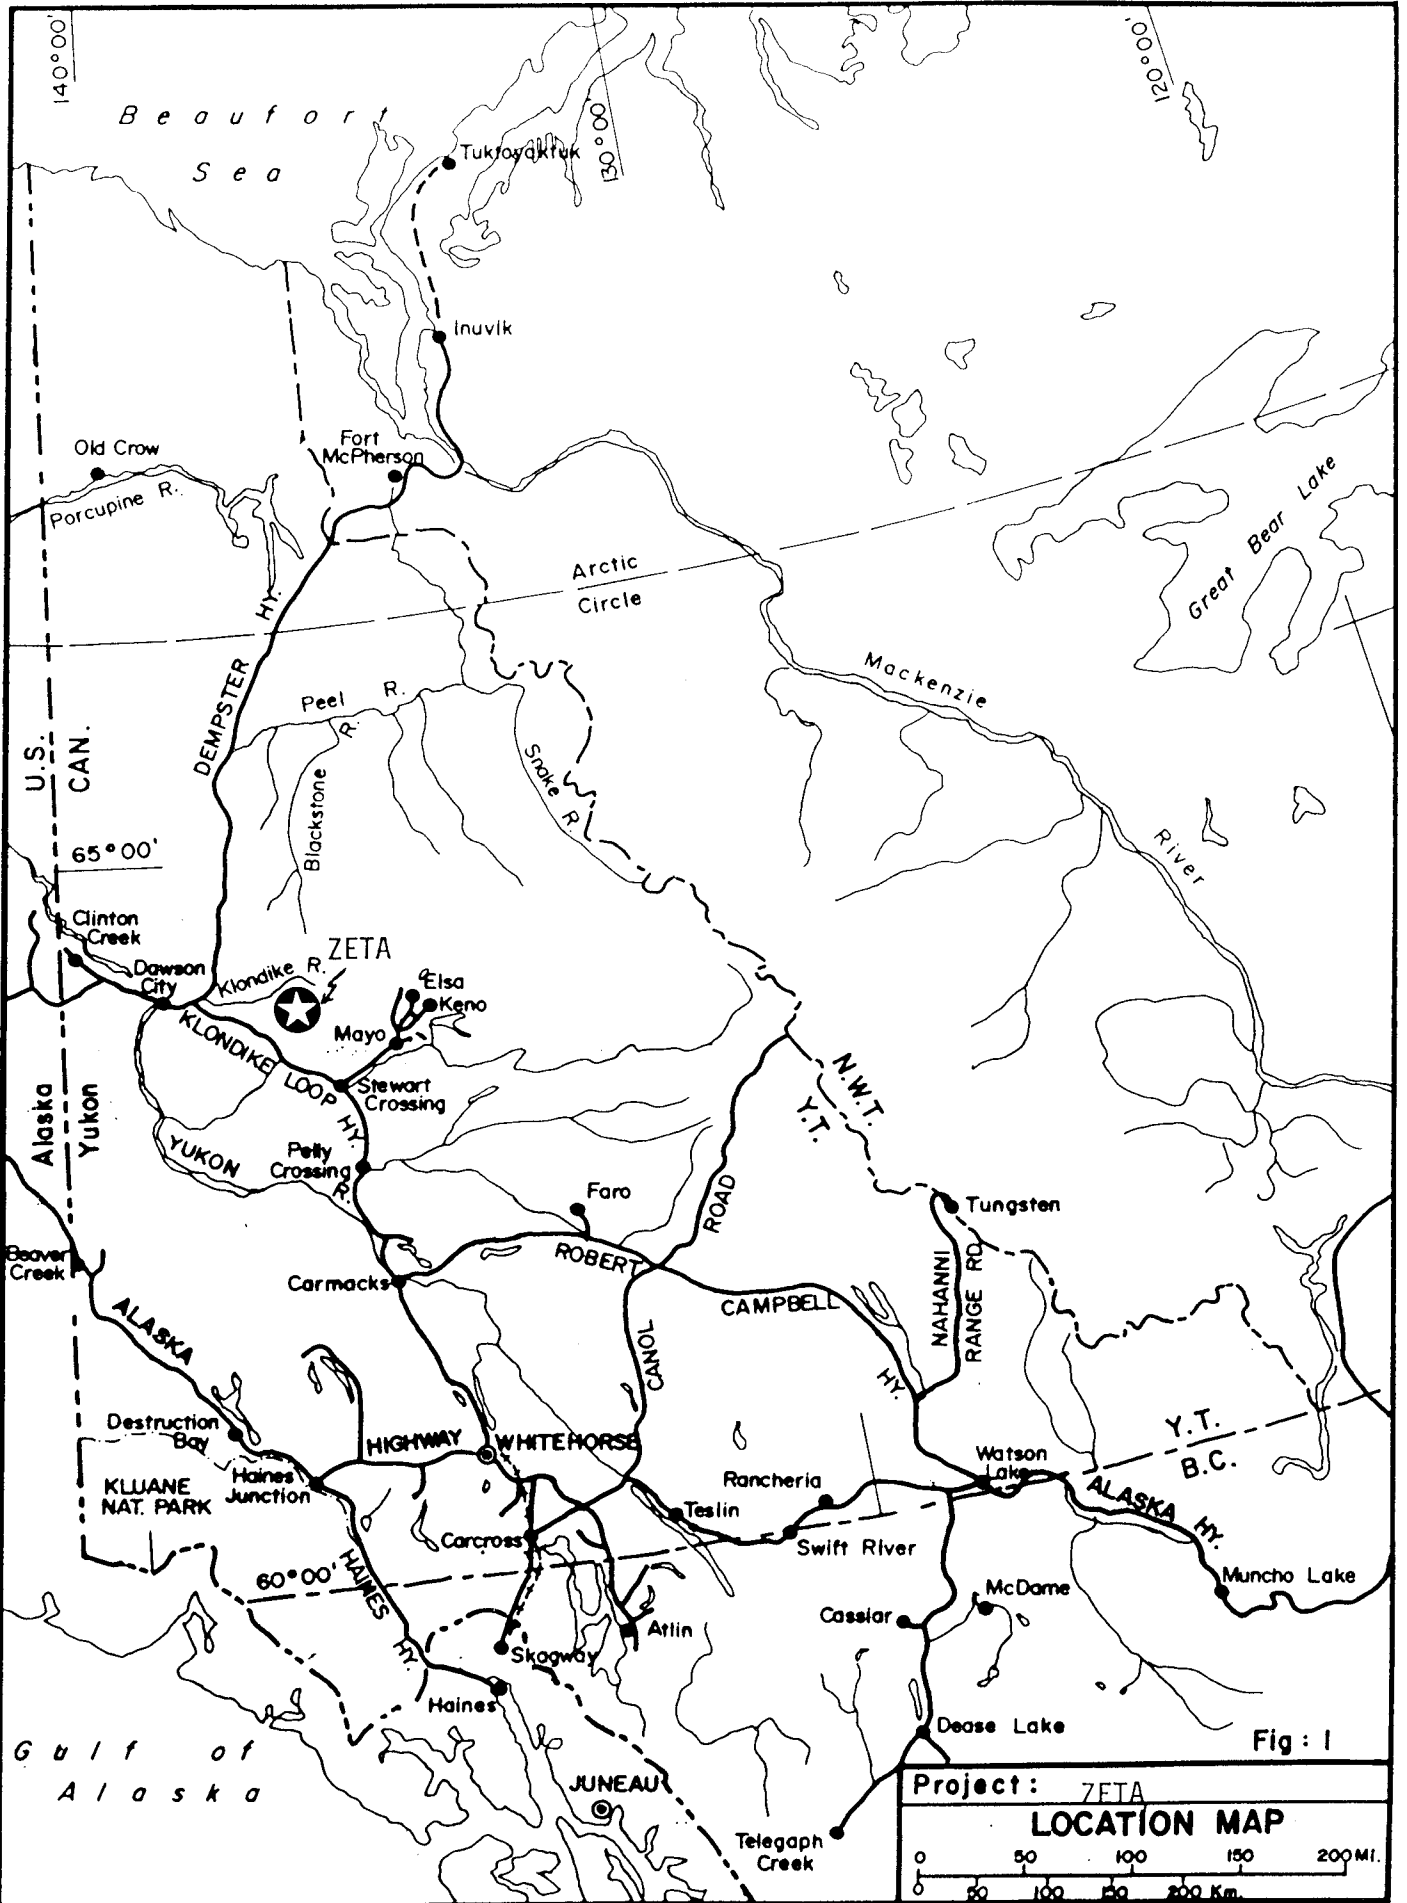 140°00'
130°00'
120°00'
Beaufort
Sea
Tuktoyaktuk
Inuvik
Old Crow
Fort
McPherson
Porcupine R.
Great Bear Lake
Arctic
Circle
DEMPSTER HY.
Mackenzie
River
Peel R.
Blackstone R.
Snake R.
U.S.
CAN.
65°00'
Clinton
Creek
Dawson
City
Klondike R.
ZETA
Elsa
Keno
Mayo
KLONDIKE LOOP HY.
Stewart
Crossing
Alaska
Yukon
N.W.T.
Y.T.
YUKON R.
Pelly
Crossing
Faro
ROAD
Tungsten
Beaver
Creek
ROBERT
CAMPBELL
HY.
Carmacks
NAHANNI
RANGE RD.
ALASKA
CANOL
Destruction
Bay
HIGHWAY
WHITEHORSE
Y.T.
B.C.
Watson
Lake
KLUANE
NAT. PARK
Haines
Junction
Rancheria
Teslin
ALASKA HY.
Carcross
Swift River
60°00'
HAINES HY.
Muncho Lake
McDame
Cassiar
Atlin
Skagway
Haines
Dease Lake
Gulf of
Alaska
JUNEAU
Telegaph
Creek
Fig : 1
Project: ZETA
LOCATION MAP
0 50 100 150 200 Mi.
0 50 100 150 200 Km.